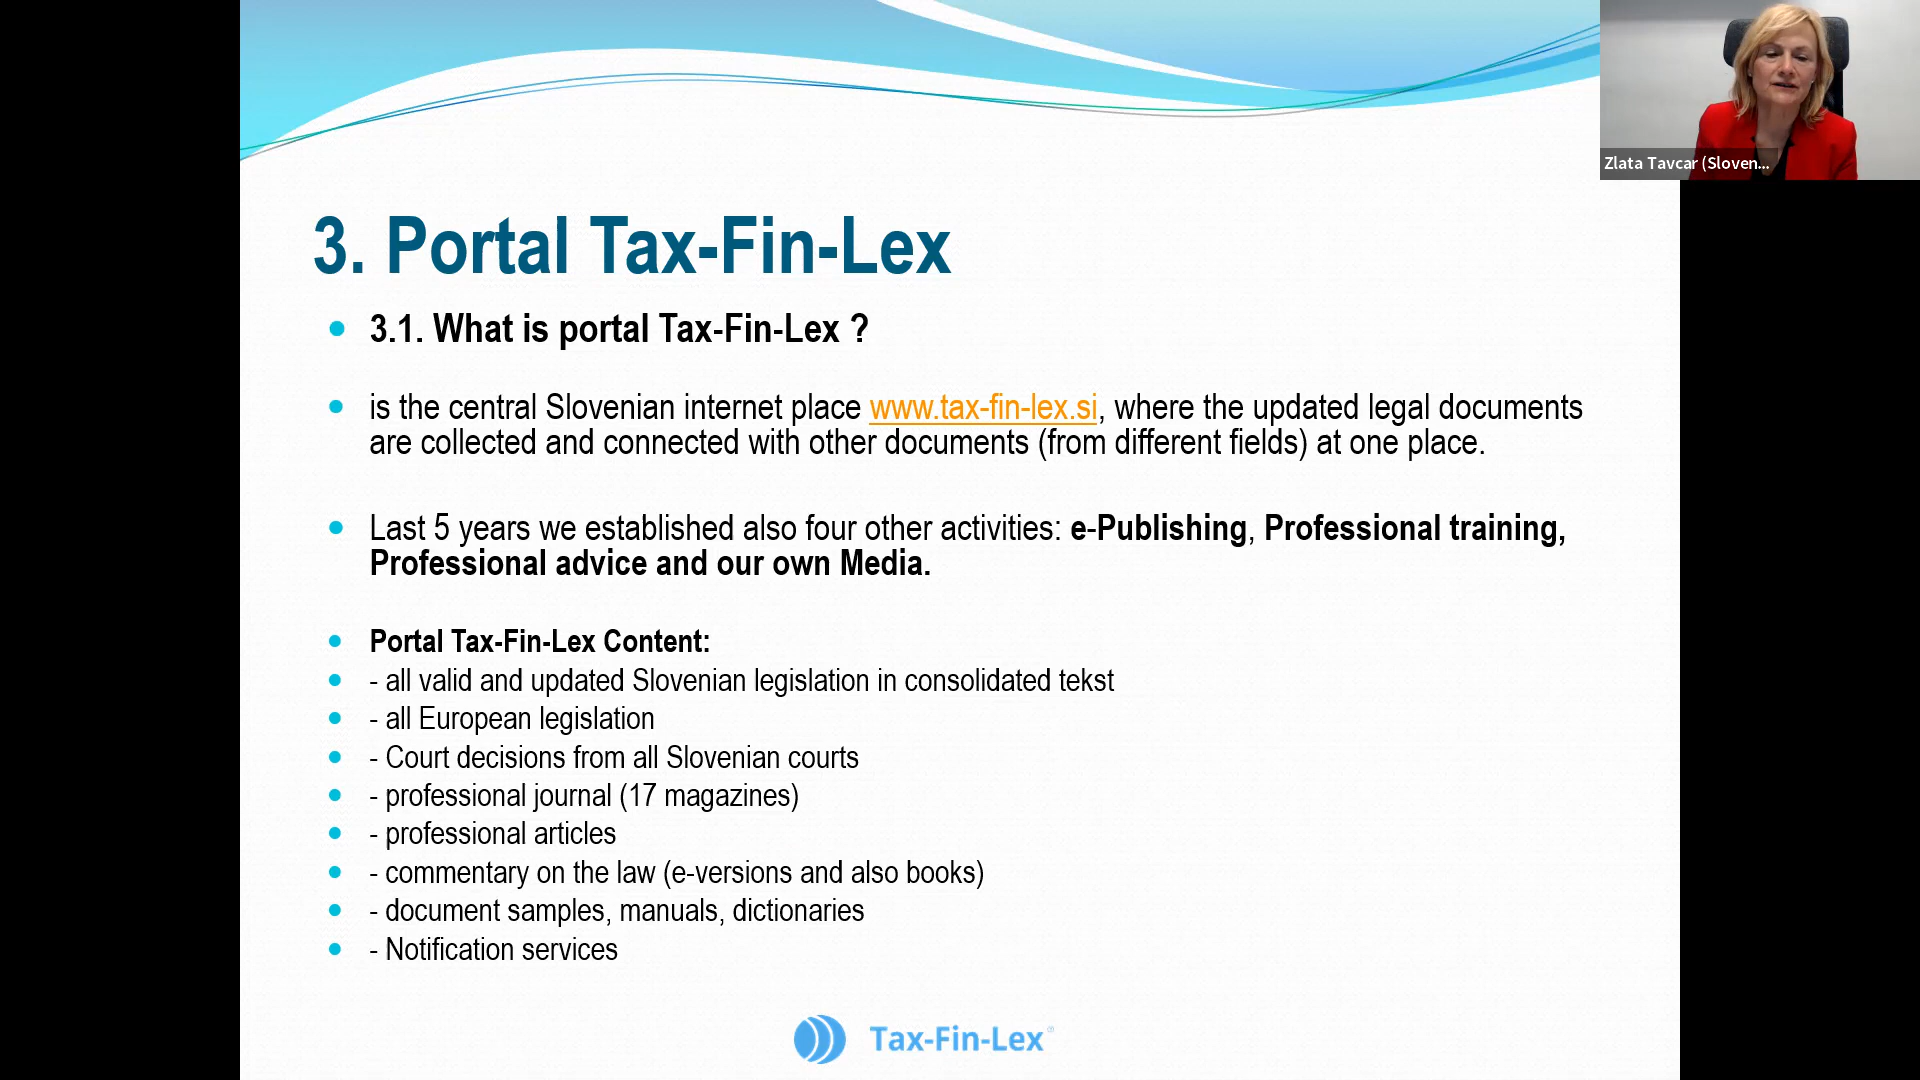 Zlata Tavcar (Sloven...
3. Portal Tax-Fin-Lex
3.1. What is portal Tax-Fin-Lex ?
is the central Slovenian internet place www.tax-fin-lex.si, where the updated legal documents
are collected and connected with other documents (from different fields) at one place.
Last 5 years we established also four other activities: e-Publishing, Professional training,
Professional advice and our own Media.
Portal Tax-Fin-Lex Content:
- all valid and updated Slovenian legislation in consolidated tekst
- all European legislation
- Court decisions from all Slovenian courts
- professional journal (17 magazines)
- professional articles
- commentary on the law (e-versions and also books)
- document samples, manuals, dictionaries
- Notification services
Tax-Fin-Lex®